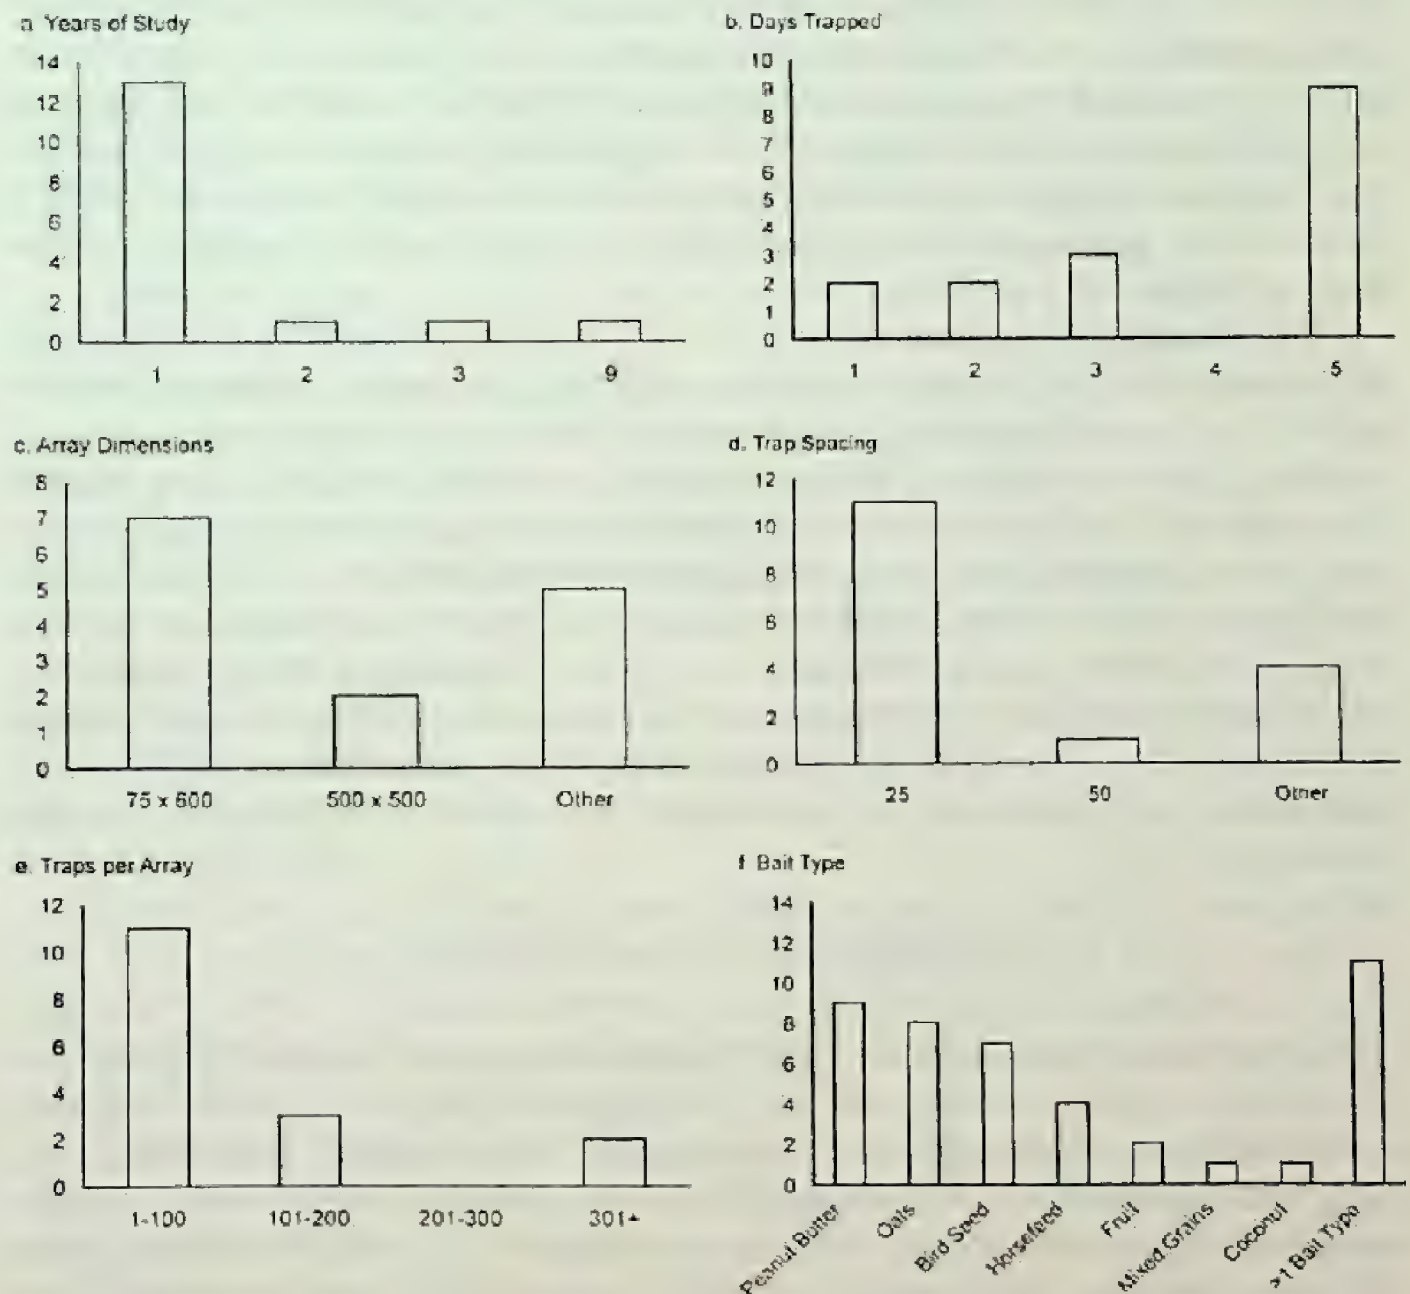 a. Years of Study
14
12
10
8
6
4
2
0
1 2 3 9
b. Days Trapped
10
9
8
7
6
5
4
3
2
1
0
1 2 3 4 5
c. Array Dimensions
8
7
6
5
4
3
2
1
0
75 x 600 500 x 500 Other
d. Trap Spacing
12
10
8
6
4
2
0
25 50 Other
e. Traps per Array
12
10
8
6
4
2
0
1-100 101-200 201-300 301+
f. Bait Type
14
12
10
8
6
4
2
0
Peanut Butter
Oats
Bird Seed
Horsefeed
Fruit
Mixed Grains
Coconut
>1 Bait Type